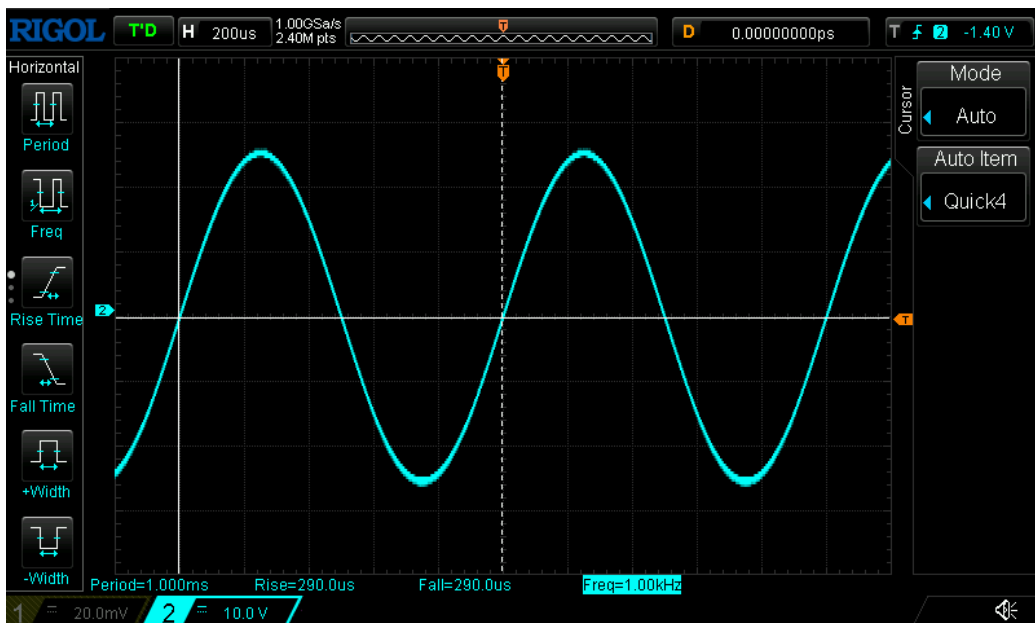 RIGOL T'D H 200us 1.00GSa/s 2.40M pts T D 0.00000000ps T 2 -1.40 V
Horizontal
Period
1/
Freq
Rise Time
Fall Time
+Width
-Width
T
2
T
Cursor
Mode
Auto
Auto Item
Quick4
Period=1.000ms Rise=290.0us Fall=290.0us Freq=1.00kHz
1 = 20.0mV 2 = 10.0 V